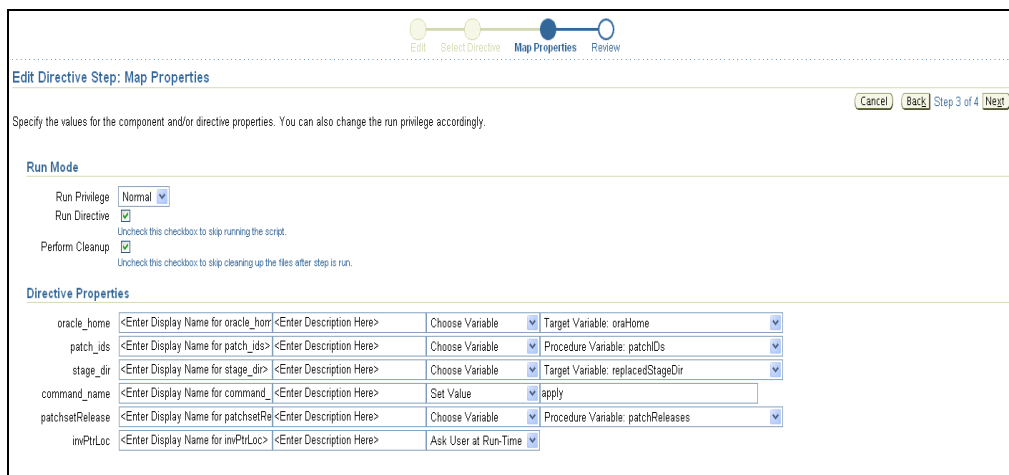 Edit Select Directive Map Properties Review
Edit Directive Step: Map Properties
Cancel Back Step 3 of 4 Next
Specify the values for the component and/or directive properties. You can also change the run privilege accordingly.
Run Mode
Run Privilege Normal
Run Directive
Uncheck this checkbox to skip running the script.
Perform Cleanup
Uncheck this checkbox to skip cleaning up the files after step is run.
Directive Properties
oracle_home <Enter Display Name for oracle_hom <Enter Description Here> Choose Variable Target Variable: oraHome
patch_ids <Enter Display Name for patch_ids> <Enter Description Here> Choose Variable Procedure Variable: patchIDs
stage_dir <Enter Display Name for stage_dir> <Enter Description Here> Choose Variable Target Variable: replacedStageDir
command_name <Enter Display Name for command_ <Enter Description Here> Set Value apply
patchsetRelease <Enter Display Name for patchsetRe <Enter Description Here> Choose Variable Procedure Variable: patchReleases
invPtrLoc <Enter Display Name for invPtrLoc> <Enter Description Here> Ask User at Run-Time